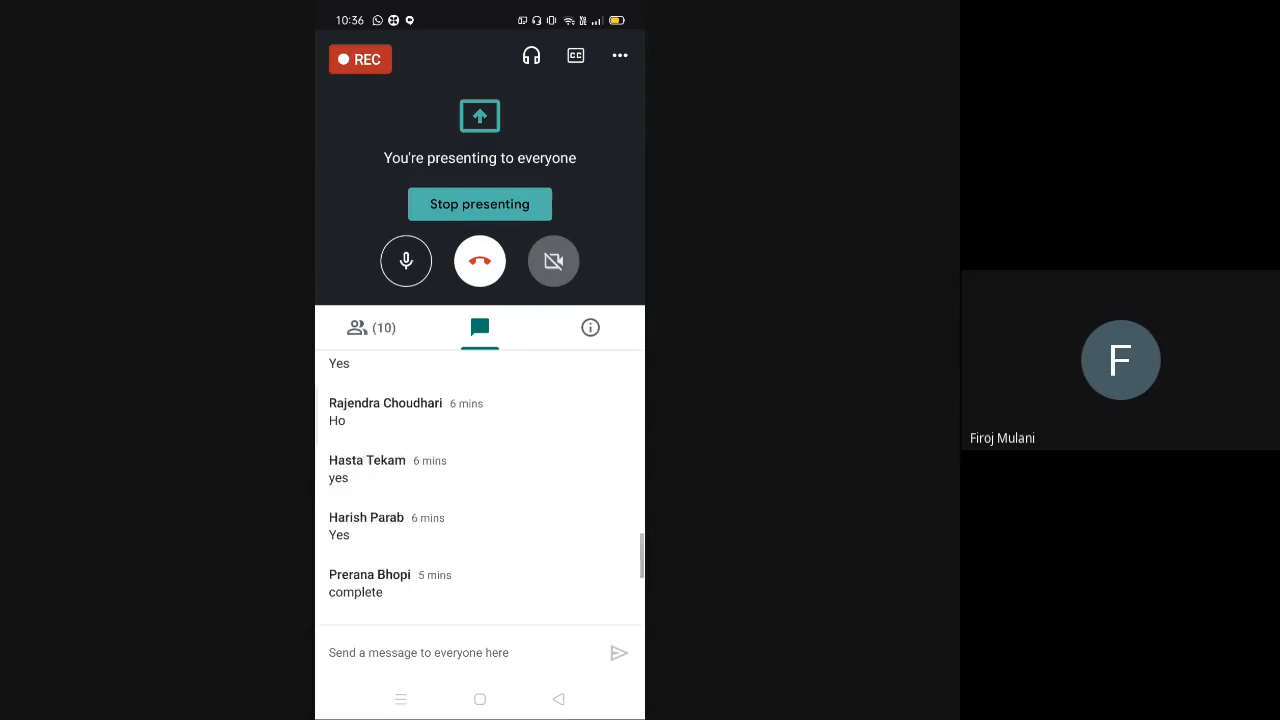 10:36
REC
CC
You're presenting to everyone
Stop presenting
(10)
Yes
Rajendra Choudhari 6 mins
Ho
Hasta Tekam 6 mins
yes
Harish Parab 6 mins
Yes
Prerana Bhopi 5 mins
complete
Send a message to everyone here
F
Firoj Mulani